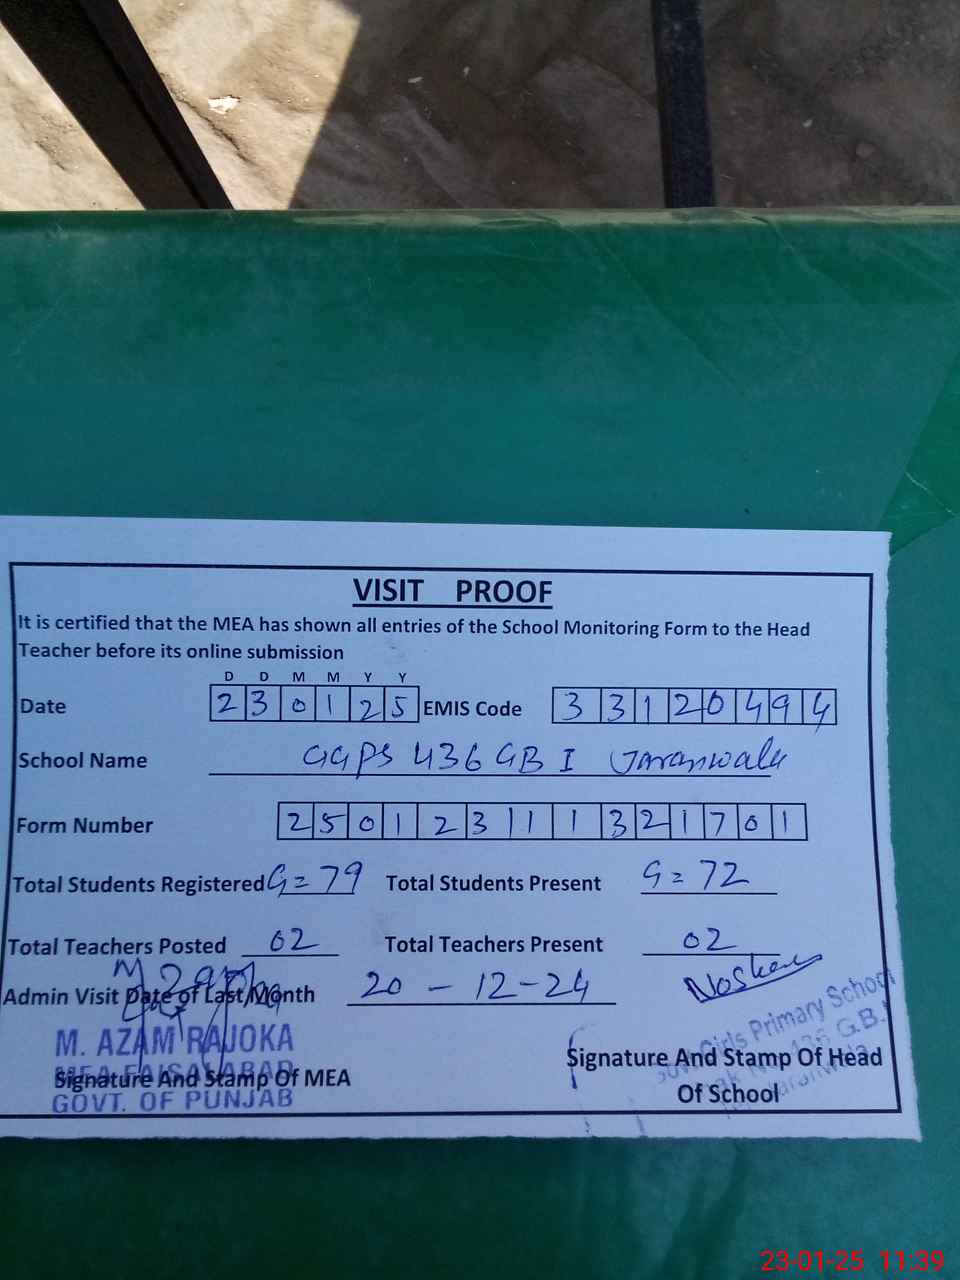 VISIT PROOF
It is certified that the MEA has shown all entries of the School Monitoring Form to the Head
Teacher before its online submission
D D M M Y Y
Date 2 3 0 1 2 5 EMIS Code 3 3 1 2 0 4 9 4
School Name GGPS 436 GB I Jaranwala
Form Number 2 5 0 1 2 3 1 1 1 3 2 1 7 0 1
Total Students Registered G = 79 Total Students Present G = 72
Total Teachers Posted 02 Total Teachers Present 02
Admin Visit Date of Last Month 20 - 12 - 24
M. AZAM RAJOKA
MEA FAISALABAD
GOVT. OF PUNJAB
Signature And Stamp Of MEA
Girls Primary School
G.B.
Signature And Stamp Of Head
Of School
23-01-25 11:39